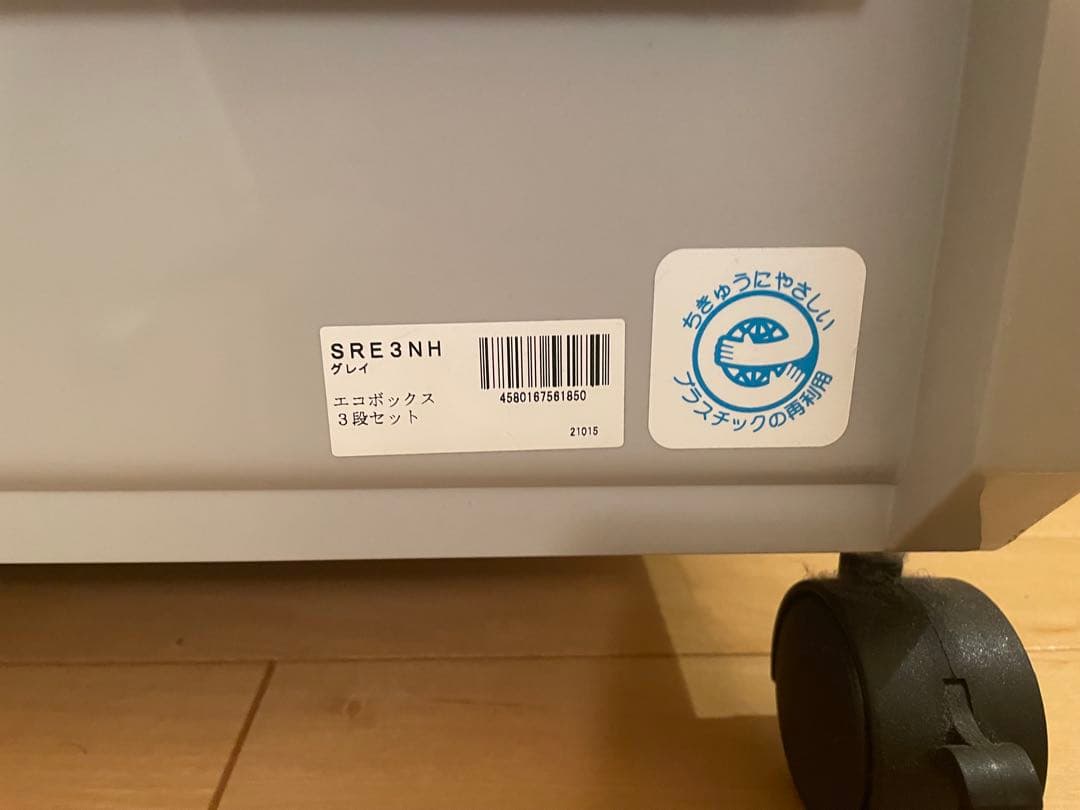 SRE3NH
グレイ
エコボックス
3段セット
4580167561850
21015
ちきゅうにやさしい
プラスチックの再利用